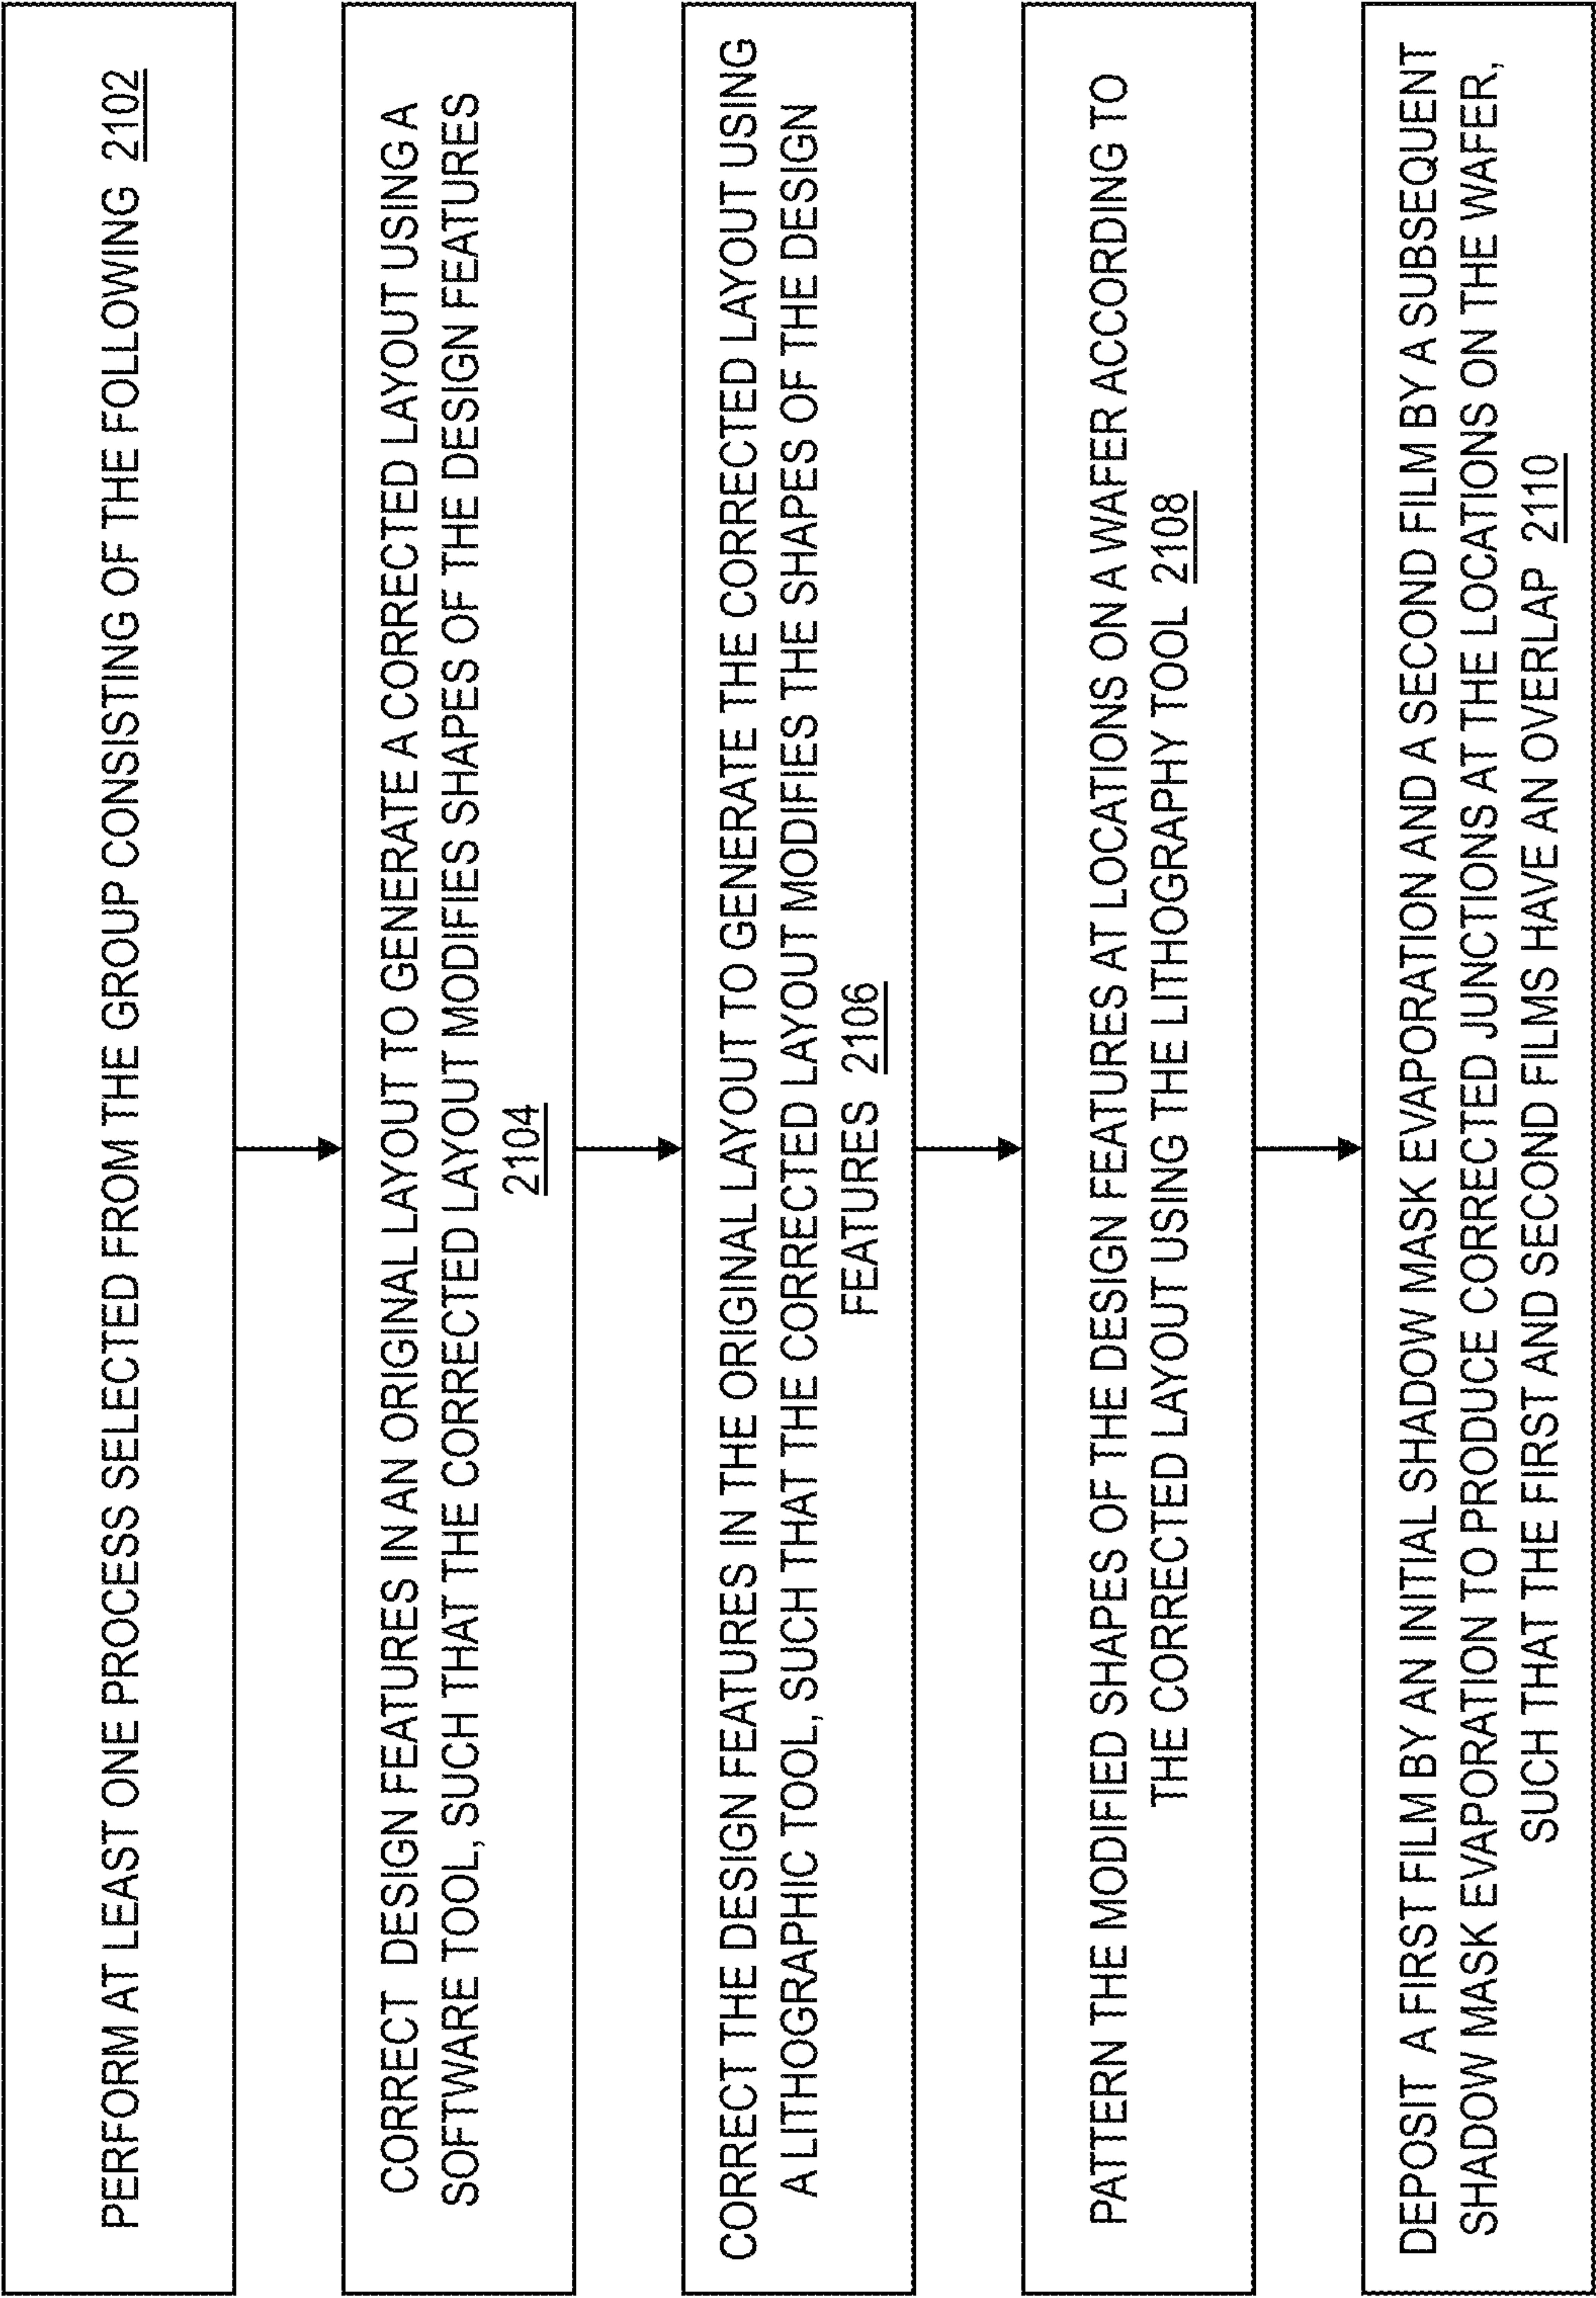 PERFORM AT LEAST ONE PROCESS SELECTED FROM THE GROUP CONSISTING OF THE FOLLOWING 2102
CORRECT DESIGN FEATURES IN AN ORIGINAL LAYOUT TO GENERATE A CORRECTED LAYOUT USING A
SOFTWARE TOOL, SUCH THAT THE CORRECTED LAYOUT MODIFIES SHAPES OF THE DESIGN FEATURES
2104
CORRECT THE DESIGN FEATURES IN THE ORIGINAL LAYOUT TO GENERATE THE CORRECTED LAYOUT USING
A LITHOGRAPHIC TOOL, SUCH THAT THE CORRECTED LAYOUT MODIFIES THE SHAPES OF THE DESIGN
FEATURES 2106
PATTERN THE MODIFIED SHAPES OF THE DESIGN FEATURES AT LOCATIONS ON A WAFER ACCORDING TO
THE CORRECTED LAYOUT USING THE LITHOGRAPHY TOOL 2108
DEPOSIT A FIRST FILM BY AN INITIAL SHADOW MASK EVAPORATION AND A SECOND FILM BY A SUBSEQUENT
SHADOW MASK EVAPORATION TO PRODUCE CORRECTED JUNCTIONS AT THE LOCATIONS ON THE WAFER,
SUCH THAT THE FIRST AND SECOND FILMS HAVE AN OVERLAP 2110